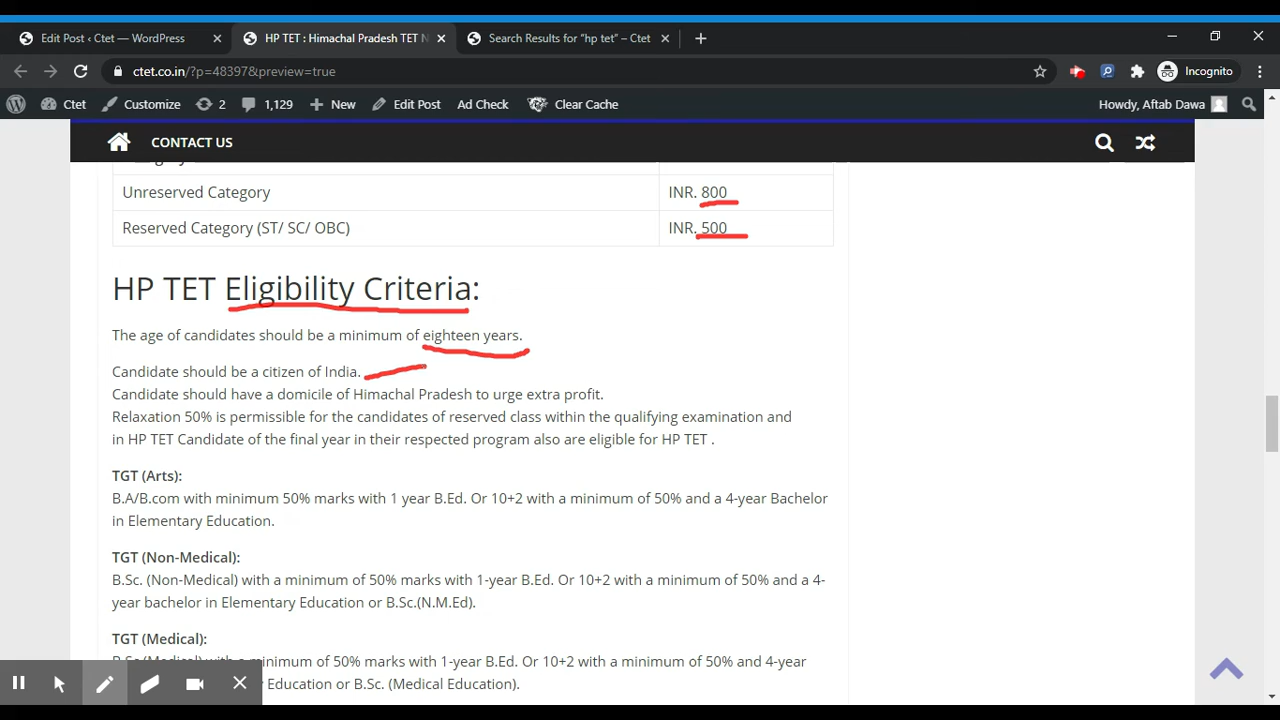 Edit Post ‹ Ctet — WordPress
HP TET : Himachal Pradesh TET N
Search Results for “hp tet” – Ctet
ctet.co.in/?p=48397&preview=true
Incognito
Ctet
Customize
2
1,129
New
Edit Post
Ad Check
Clear Cache
Howdy, Aftab Dawa
CONTACT US
Unreserved Category INR. 800
Reserved Category (ST/ SC/ OBC) INR. 500
HP TET Eligibility Criteria:
The age of candidates should be a minimum of eighteen years.
Candidate should be a citizen of India.
Candidate should have a domicile of Himachal Pradesh to urge extra profit.
Relaxation 50% is permissible for the candidates of reserved class within the qualifying examination and
in HP TET Candidate of the final year in their respected program also are eligible for HP TET .
TGT (Arts):
B.A/B.com with minimum 50% marks with 1 year B.Ed. Or 10+2 with a minimum of 50% and a 4-year Bachelor
in Elementary Education.
TGT (Non-Medical):
B.Sc. (Non-Medical) with a minimum of 50% marks with 1-year B.Ed. Or 10+2 with a minimum of 50% and a 4-
year bachelor in Elementary Education or B.Sc.(N.M.Ed).
TGT (Medical):
B.Sc.(Medical) with a minimum of 50% marks with 1-year B.Ed. Or 10+2 with a minimum of 50% and 4-year
Education or B.Sc. (Medical Education).